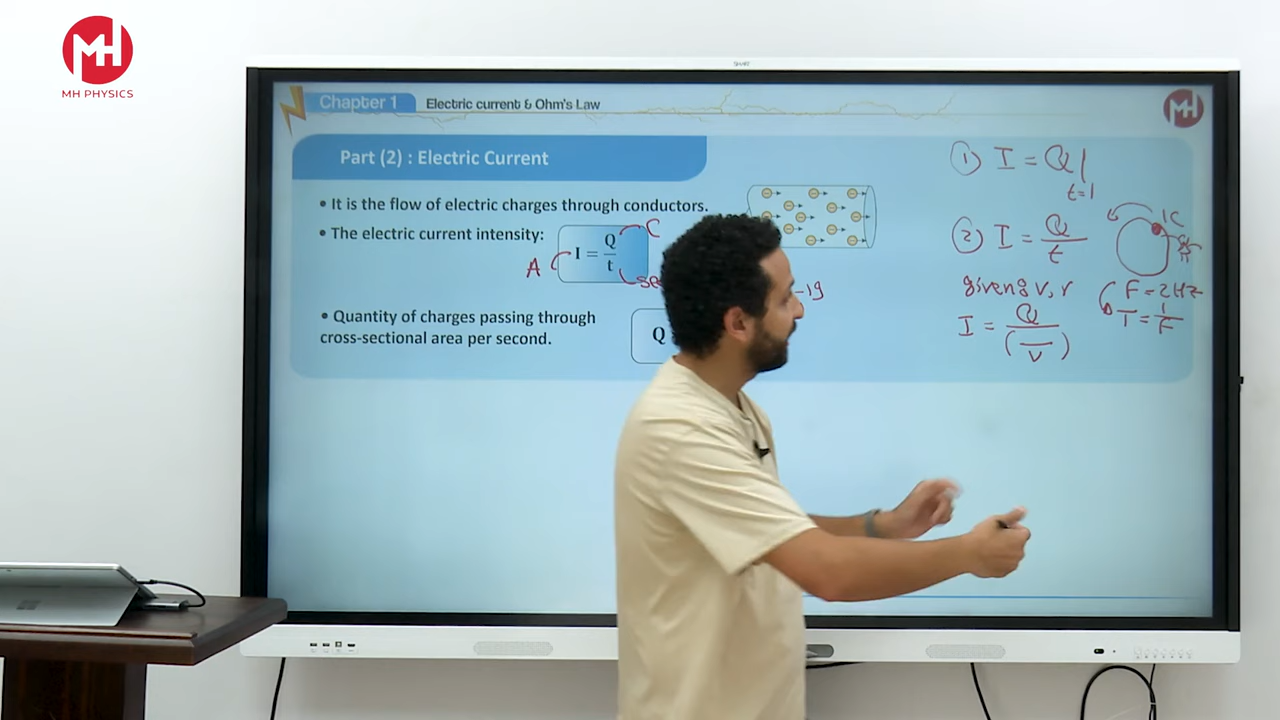 MH
MH PHYSICS
SMART
Chapter 1
Electric current & Ohm's Law
MH
Part (2) : Electric Current
• It is the flow of electric charges through conductors.
• The electric current intensity:
I = Q / t
C
A
• Quantity of charges passing through
cross-sectional area per second.
Q
-19
① I = Q|
t=1
② I = Q / t
1C
given v, r
F = 2Hz
T = 1 / F
I = Q / ( / v)